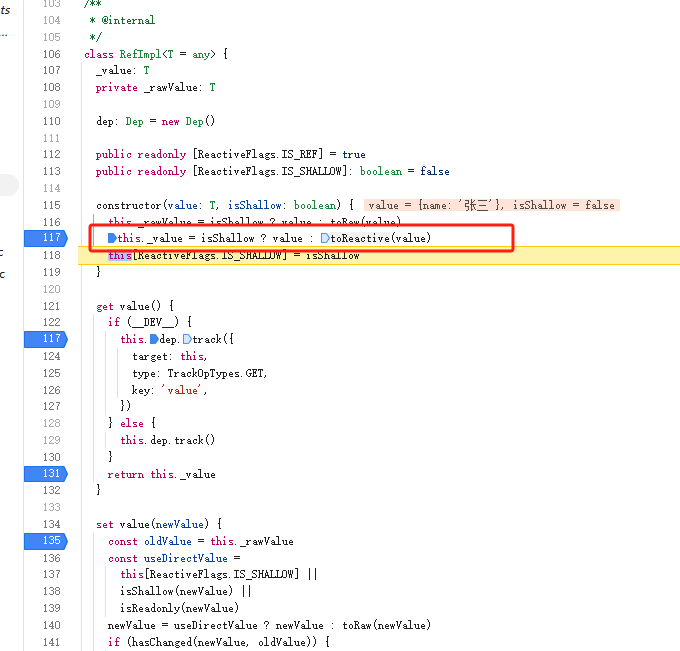 ts
...
c
c
103 /**
104 * @internal
105 */
106 class RefImpl<T = any> {
107 _value: T
108 private _rawValue: T
109
110 dep: Dep = new Dep()
111
112 public readonly [ReactiveFlags.IS_REF] = true
113 public readonly [ReactiveFlags.IS_SHALLOW]: boolean = false
114
115 constructor(value: T, isShallow: boolean) { value = {name: '张三'}, isShallow = false
116 this._rawValue = isShallow ? value : toRaw(value)
117 this._value = isShallow ? value : toReactive(value)
118 this[ReactiveFlags.IS_SHALLOW] = isShallow
119 }
120
121 get value() {
122 if (__DEV__) {
117 this.dep.track({
124 target: this,
125 type: TrackOpTypes.GET,
126 key: 'value',
127 })
128 } else {
129 this.dep.track()
130 }
131 return this._value
132 }
133
134 set value(newValue) {
135 const oldValue = this._rawValue
136 const useDirectValue =
137 this[ReactiveFlags.IS_SHALLOW] ||
138 isShallow(newValue) ||
139 isReadonly(newValue)
140 newValue = useDirectValue ? newValue : toRaw(newValue)
141 if (hasChanged(newValue, oldValue)) {